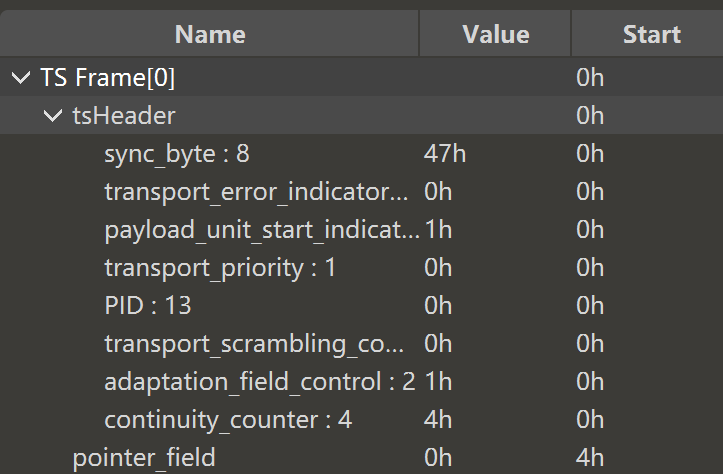 Name Value Start
TS Frame[0] 0h
tsHeader 0h
sync_byte : 8 47h 0h
transport_error_indicator... 0h 0h
payload_unit_start_indicat... 1h 0h
transport_priority : 1 0h 0h
PID : 13 0h 0h
transport_scrambling_co... 0h 0h
adaptation_field_control : 2 1h 0h
continuity_counter : 4 4h 0h
pointer_field 0h 4h